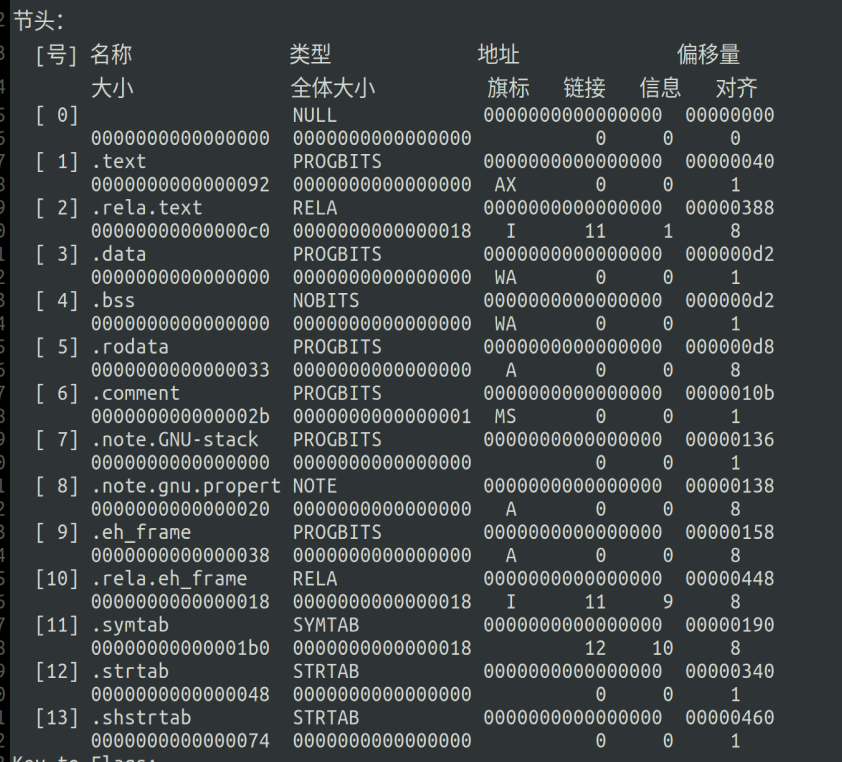 节头：
[号] 名称 类型 地址 偏移量
大小 全体大小 旗标 链接 信息 对齐
[ 0] NULL 0000000000000000 00000000
0000000000000000 0000000000000000 0 0 0
[ 1] .text PROGBITS 0000000000000000 00000040
0000000000000092 0000000000000000 AX 0 0 1
[ 2] .rela.text RELA 0000000000000000 00000388
00000000000000c0 0000000000000018 I 11 1 8
[ 3] .data PROGBITS 0000000000000000 000000d2
0000000000000000 0000000000000000 WA 0 0 1
[ 4] .bss NOBITS 0000000000000000 000000d2
0000000000000000 0000000000000000 WA 0 0 1
[ 5] .rodata PROGBITS 0000000000000000 000000d8
0000000000000033 0000000000000000 A 0 0 8
[ 6] .comment PROGBITS 0000000000000000 0000010b
000000000000002b 0000000000000001 MS 0 0 1
[ 7] .note.GNU-stack PROGBITS 0000000000000000 00000136
0000000000000000 0000000000000000 0 0 1
[ 8] .note.gnu.propert NOTE 0000000000000000 00000138
0000000000000020 0000000000000000 A 0 0 8
[ 9] .eh_frame PROGBITS 0000000000000000 00000158
0000000000000038 0000000000000000 A 0 0 8
[10] .rela.eh_frame RELA 0000000000000000 00000448
0000000000000018 0000000000000018 I 11 9 8
[11] .symtab SYMTAB 0000000000000000 00000190
00000000000001b0 0000000000000018 12 10 8
[12] .strtab STRTAB 0000000000000000 00000340
0000000000000048 0000000000000000 0 0 1
[13] .shstrtab STRTAB 0000000000000000 00000460
0000000000000074 0000000000000000 0 0 1
Key to Flags: